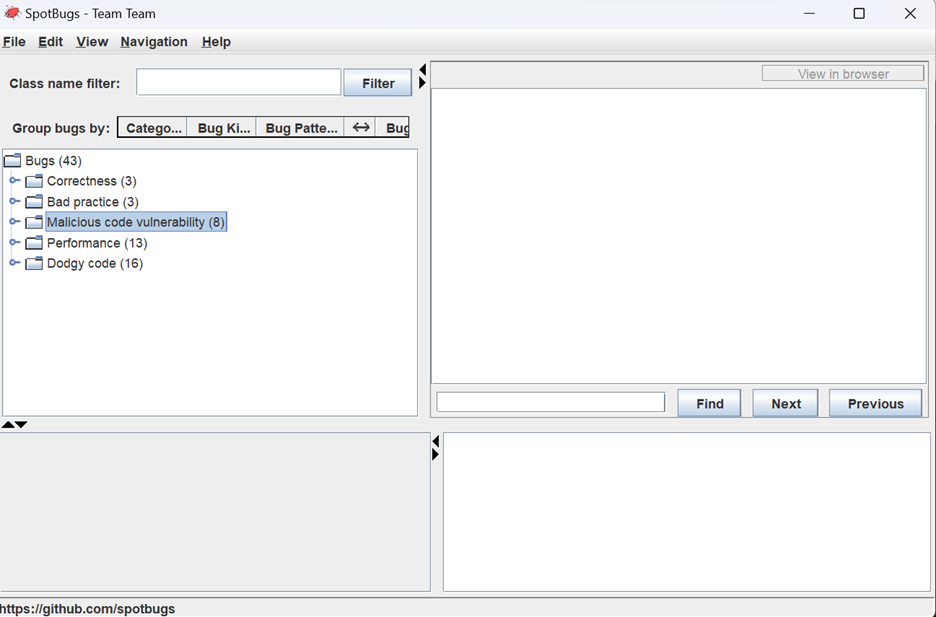 SpotBugs - Team Team
File Edit View Navigation Help
Class name filter: Filter
View in browser
Group bugs by: Catego... Bug Ki... Bug Patte... ↔ Bug
Bugs (43)
Correctness (3)
Bad practice (3)
Malicious code vulnerability (8)
Performance (13)
Dodgy code (16)
Find Next Previous
https://github.com/spotbugs